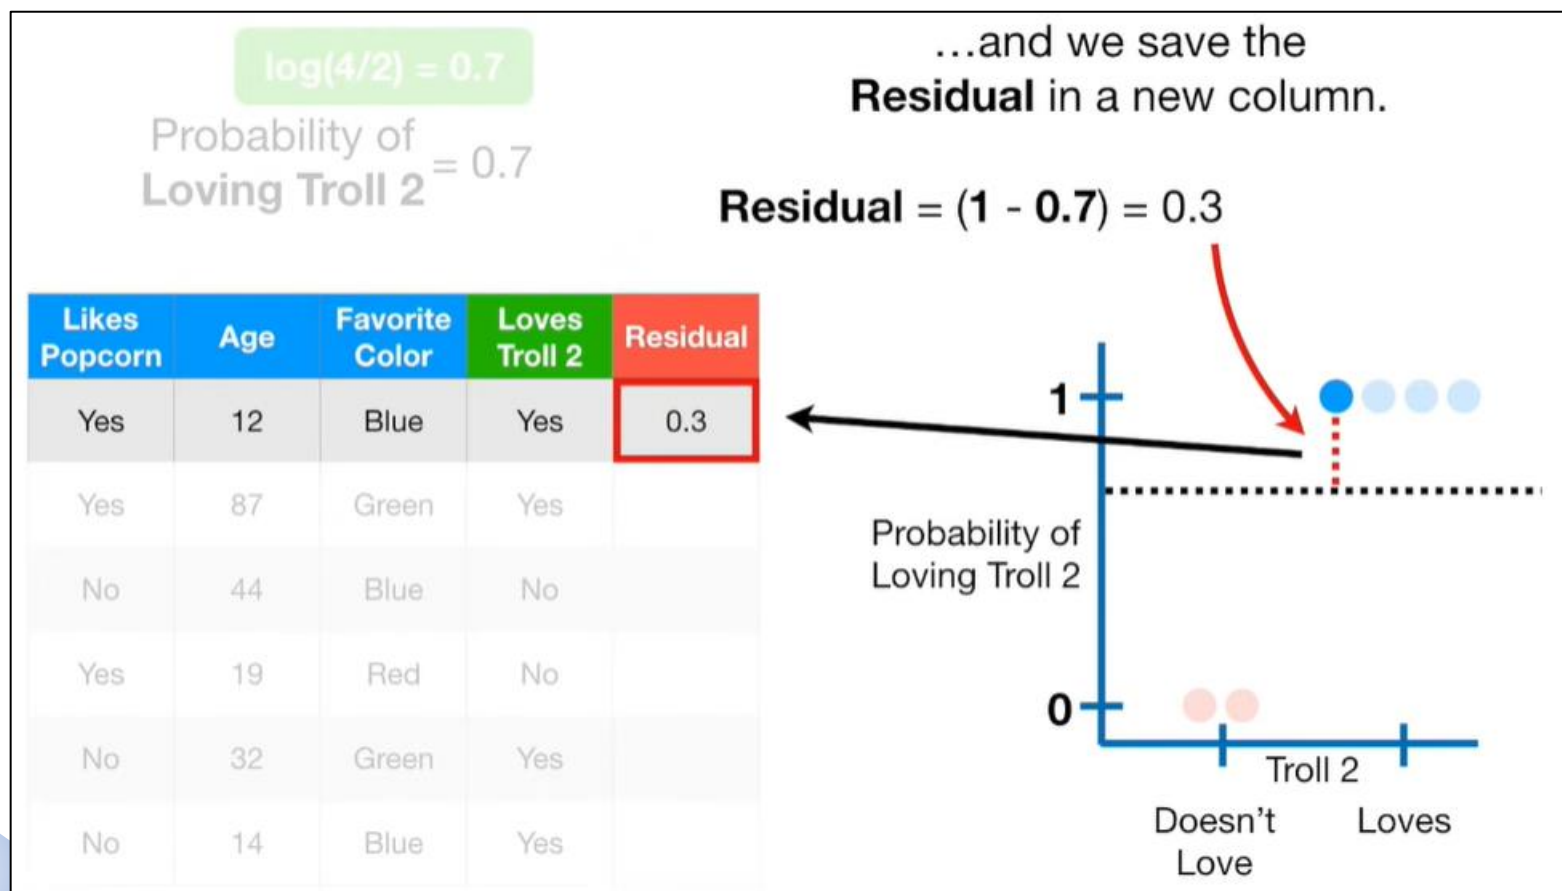 log(4/2) = 0.7
Probability of
Loving Troll 2 = 0.7
...and we save the
Residual in a new column.
Residual = (1 - 0.7) = 0.3
Likes Popcorn Age Favorite Color Loves Troll 2 Residual
Yes 12 Blue Yes 0.3
Yes 87 Green Yes
No 44 Blue No
Yes 19 Red No
No 32 Green Yes
No 14 Blue Yes
1
Probability of
Loving Troll 2
0
Troll 2
Doesn't
Love
Loves